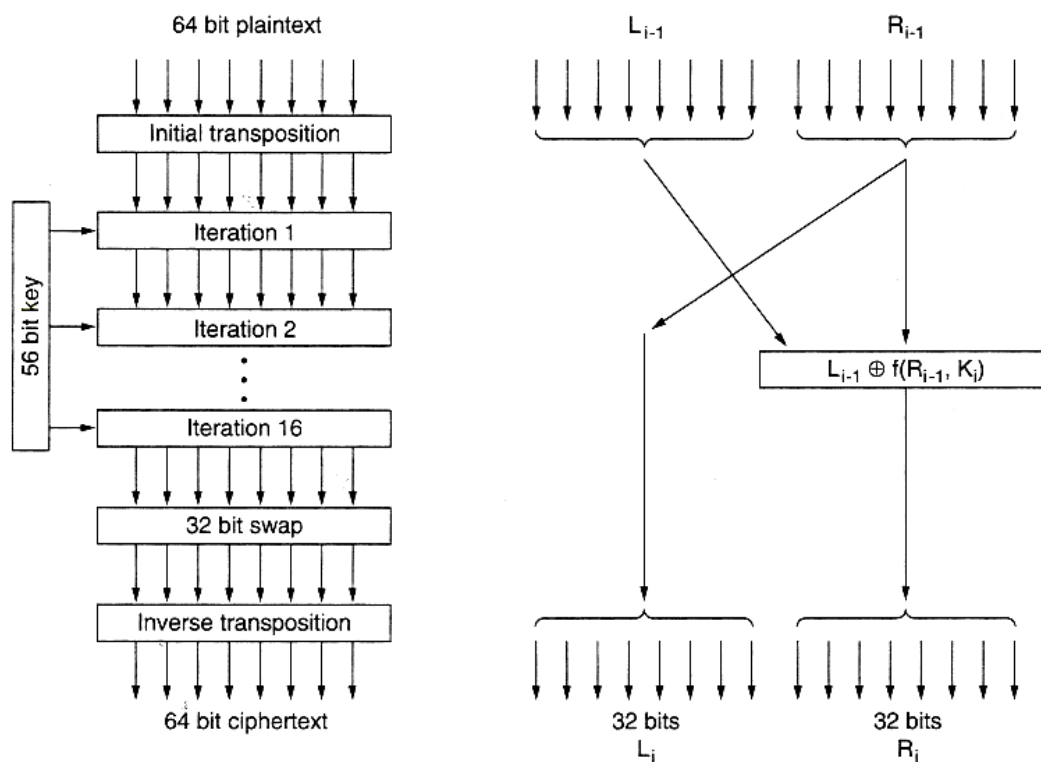 64 bit plaintext
Initial transposition
56 bit key
Iteration 1
Iteration 2
Iteration 16
32 bit swap
Inverse transposition
64 bit ciphertext
L_{i-1}
R_{i-1}
L_{i-1} ⊕ f(R_{i-1}, K_i)
32 bits
L_i
32 bits
R_i